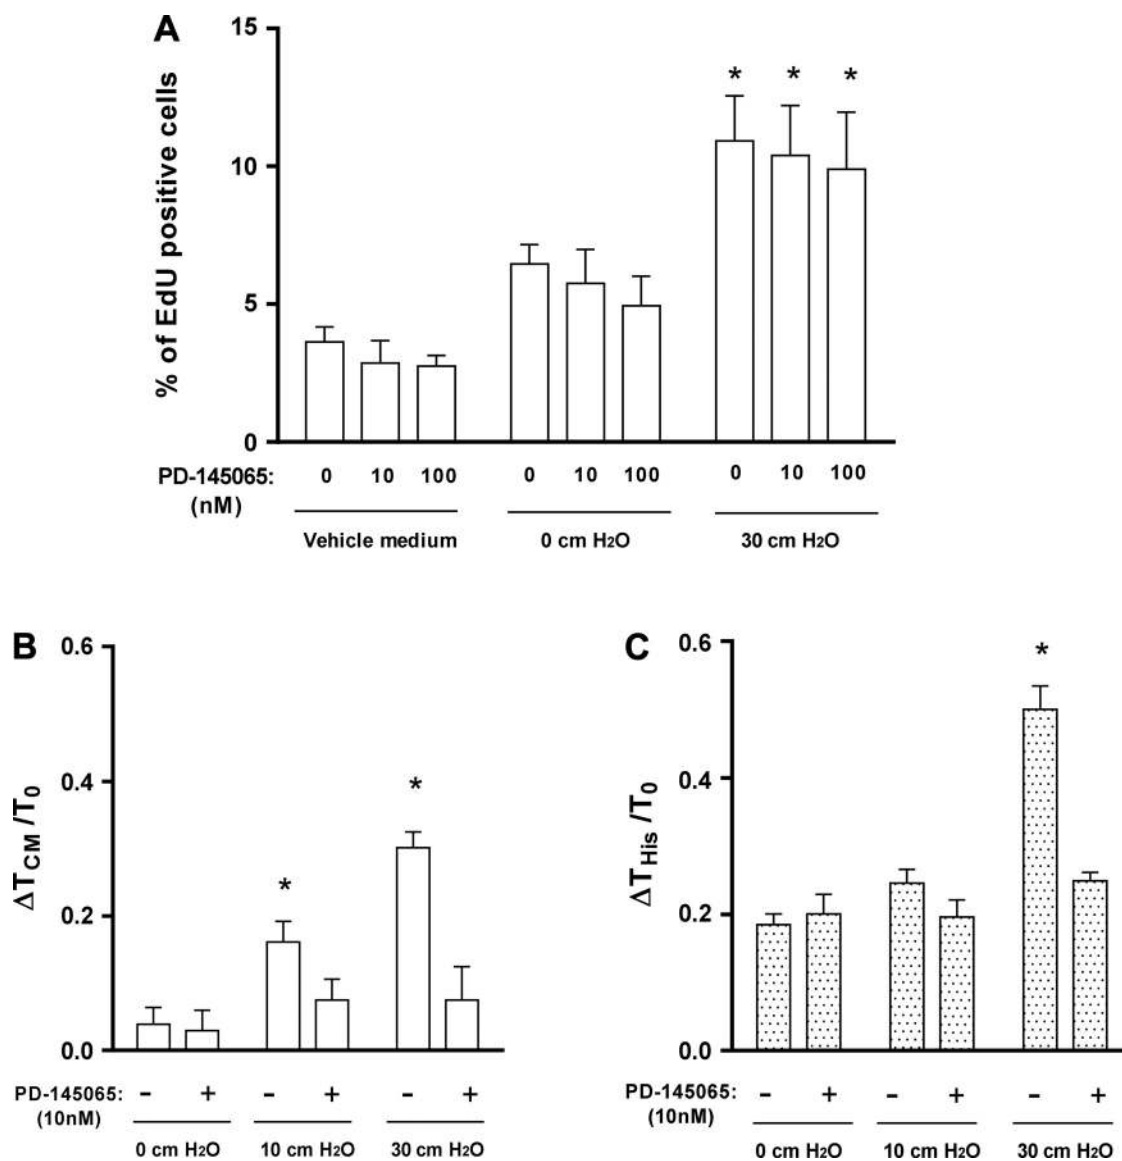 A
15
10
5
0
% of EdU positive cells
* * *
PD-145065: 0 10 100 0 10 100 0 10 100
(nM)
Vehicle medium 0 cm H2O 30 cm H2O
B
0.6
0.4
0.2
0.0
ΔTCM /T0
* *
PD-145065: - + - + - +
(10nM)
0 cm H2O 10 cm H2O 30 cm H2O
C
0.6
0.4
0.2
0.0
ΔTHis /T0
*
PD-145065: - + - + - +
(10nM)
0 cm H2O 10 cm H2O 30 cm H2O